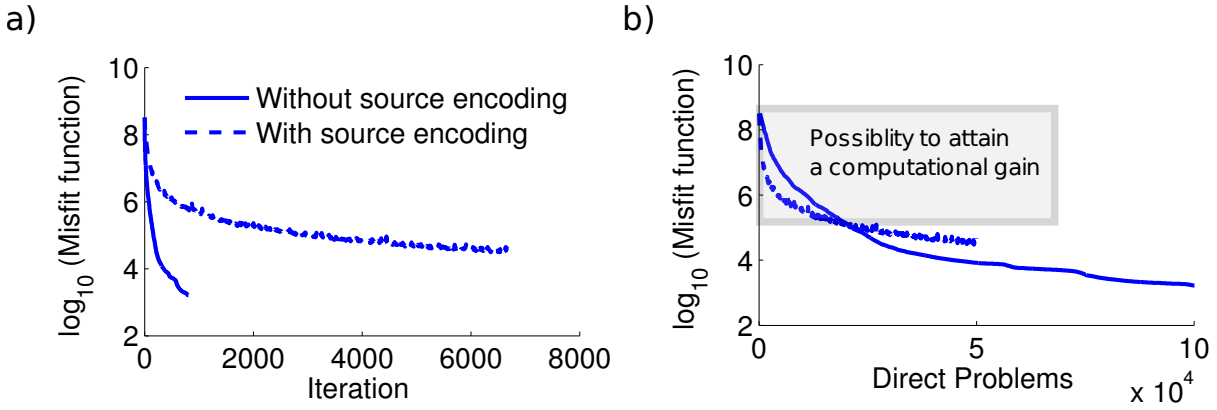 a)
log10 (Misfit function)
10
8
6
4
2
Without source encoding
With source encoding
0 2000 4000 6000 8000
Iteration
b)
log10 (Misfit function)
10
8
6
4
2
Possiblity to attain
a computational gain
0 5 10
Direct Problems
x 10^4